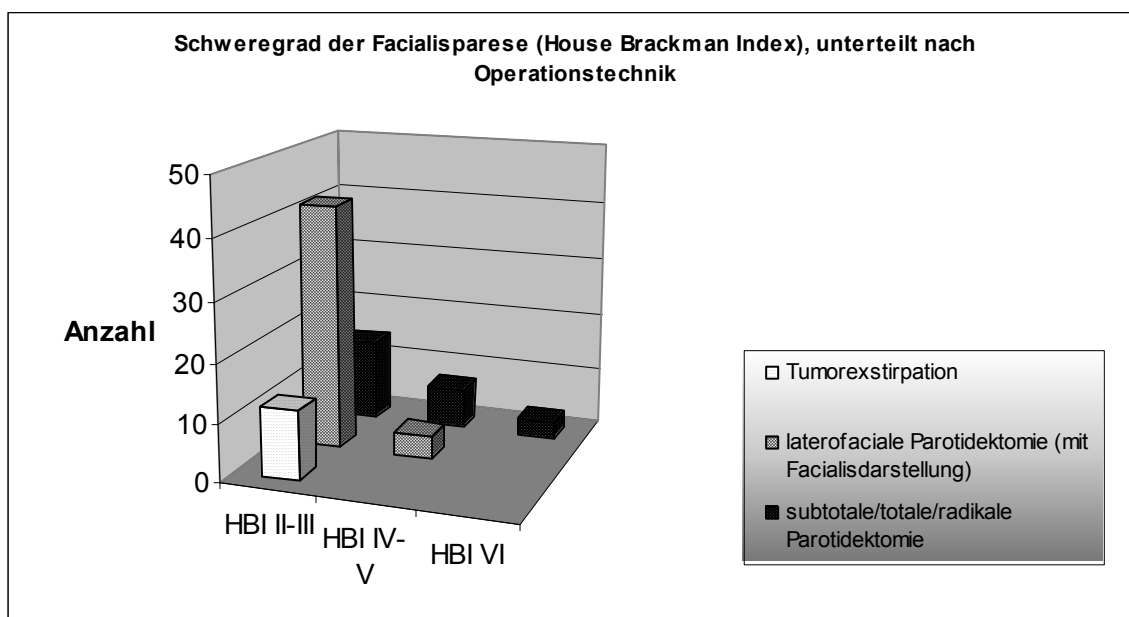 Schweregrad der Facialisparese (House Brackman Index), unterteilt nach
Operationstechnik
50
40
30
20
10
0
Anzahl
HBI II-III
HBI IV-
V
HBI VI
Tumorexstirpation
laterofaciale Parotidektomie (mit
Facialisdarstellung)
subtotale/totale/radikale
Parotidektomie